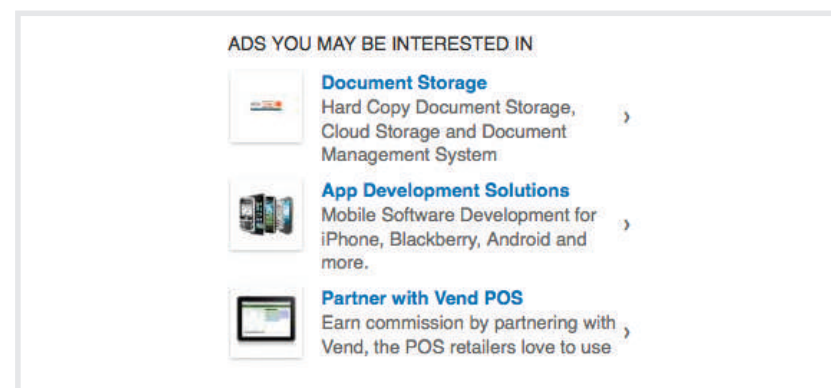 ADS YOU MAY BE INTERESTED IN
Document Storage
Hard Copy Document Storage,
Cloud Storage and Document
Management System
App Development Solutions
Mobile Software Development for
iPhone, Blackberry, Android and
more.
Partner with Vend POS
Earn commission by partnering with
Vend, the POS retailers love to use